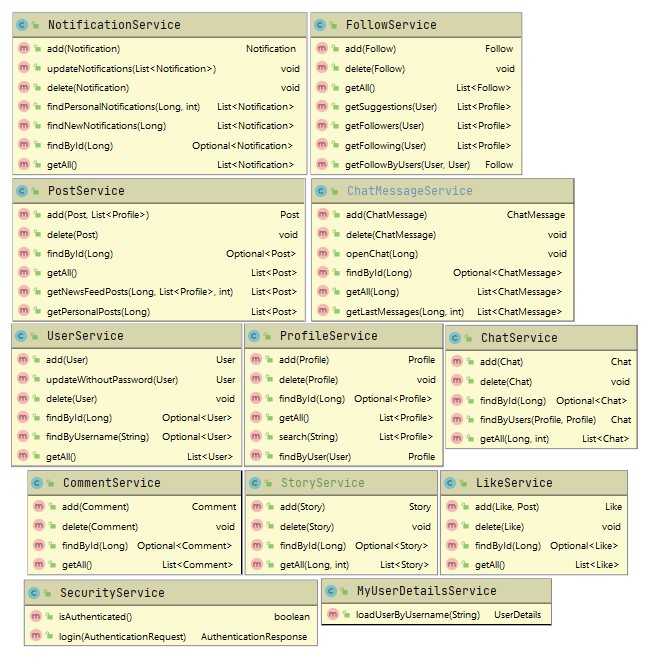 NotificationService
add(Notification) Notification
updateNotifications(List<Notification>) void
delete(Notification) void
findPersonalNotifications(Long, int) List<Notification>
findNewNotifications(Long) List<Notification>
findById(Long) Optional<Notification>
getAll() List<Notification>
FollowService
add(Follow) Follow
delete(Follow) void
getAll() List<Follow>
getSuggestions(User) List<Profile>
getFollowers(User) List<Profile>
getFollowing(User) List<Profile>
getFollowByUsers(User, User) Follow
PostService
add(Post, List<Profile>) Post
delete(Post) void
findById(Long) Optional<Post>
getAll() List<Post>
getNewsFeedPosts(Long, List<Profile>, int) List<Post>
getPersonalPosts(Long) List<Post>
ChatMessageService
add(ChatMessage) ChatMessage
delete(ChatMessage) void
openChat(Long) void
findById(Long) Optional<ChatMessage>
getAll(Long) List<ChatMessage>
getLastMessages(Long, int) List<ChatMessage>
UserService
add(User) User
updateWithoutPassword(User) User
delete(User) void
findById(Long) Optional<User>
findByUsername(String) Optional<User>
getAll() List<User>
ProfileService
add(Profile) Profile
delete(Profile) void
findById(Long) Optional<Profile>
getAll() List<Profile>
search(String) List<Profile>
findByUser(User) Profile
ChatService
add(Chat) Chat
delete(Chat) void
findById(Long) Optional<Chat>
findByUsers(Profile, Profile) Chat
getAll(Long, int) List<Chat>
CommentService
add(Comment) Comment
delete(Comment) void
findById(Long) Optional<Comment>
getAll() List<Comment>
StoryService
add(Story) Story
delete(Story) void
findById(Long) Optional<Story>
getAll(Long, int) List<Story>
LikeService
add(Like, Post) Like
delete(Like) void
findById(Long) Optional<Like>
getAll() List<Like>
SecurityService
isAuthenticated() boolean
login(AuthenticationRequest) AuthenticationResponse
MyUserDetailsService
loadUserByUsername(String) UserDetails